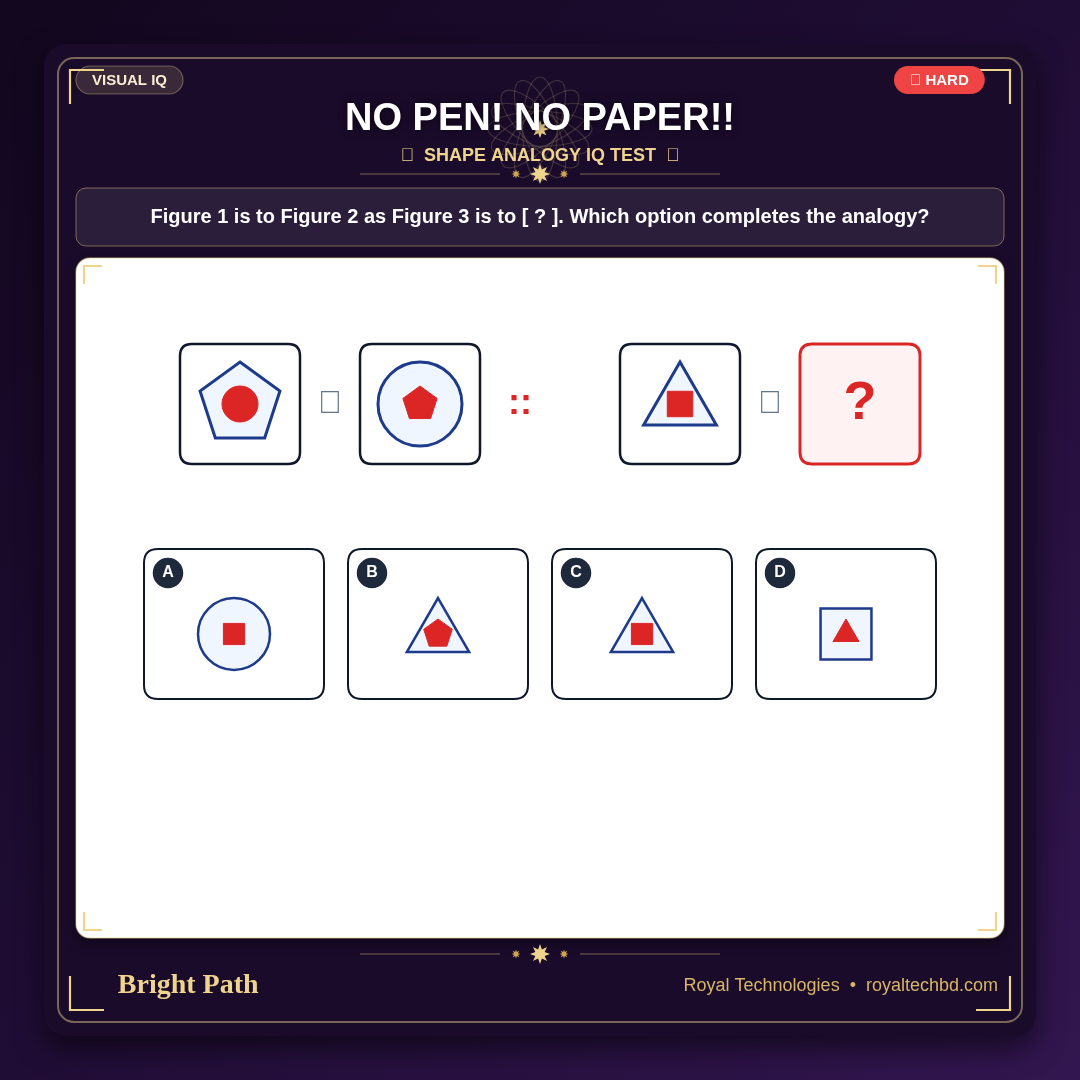 VISUAL IQ
HARD
NO PEN! NO PAPER!!
SHAPE ANALOGY IQ TEST
Figure 1 is to Figure 2 as Figure 3 is to [ ? ]. Which option completes the analogy?
::
?
A
B
C
D
Bright Path
Royal Technologies • royaltechbd.com